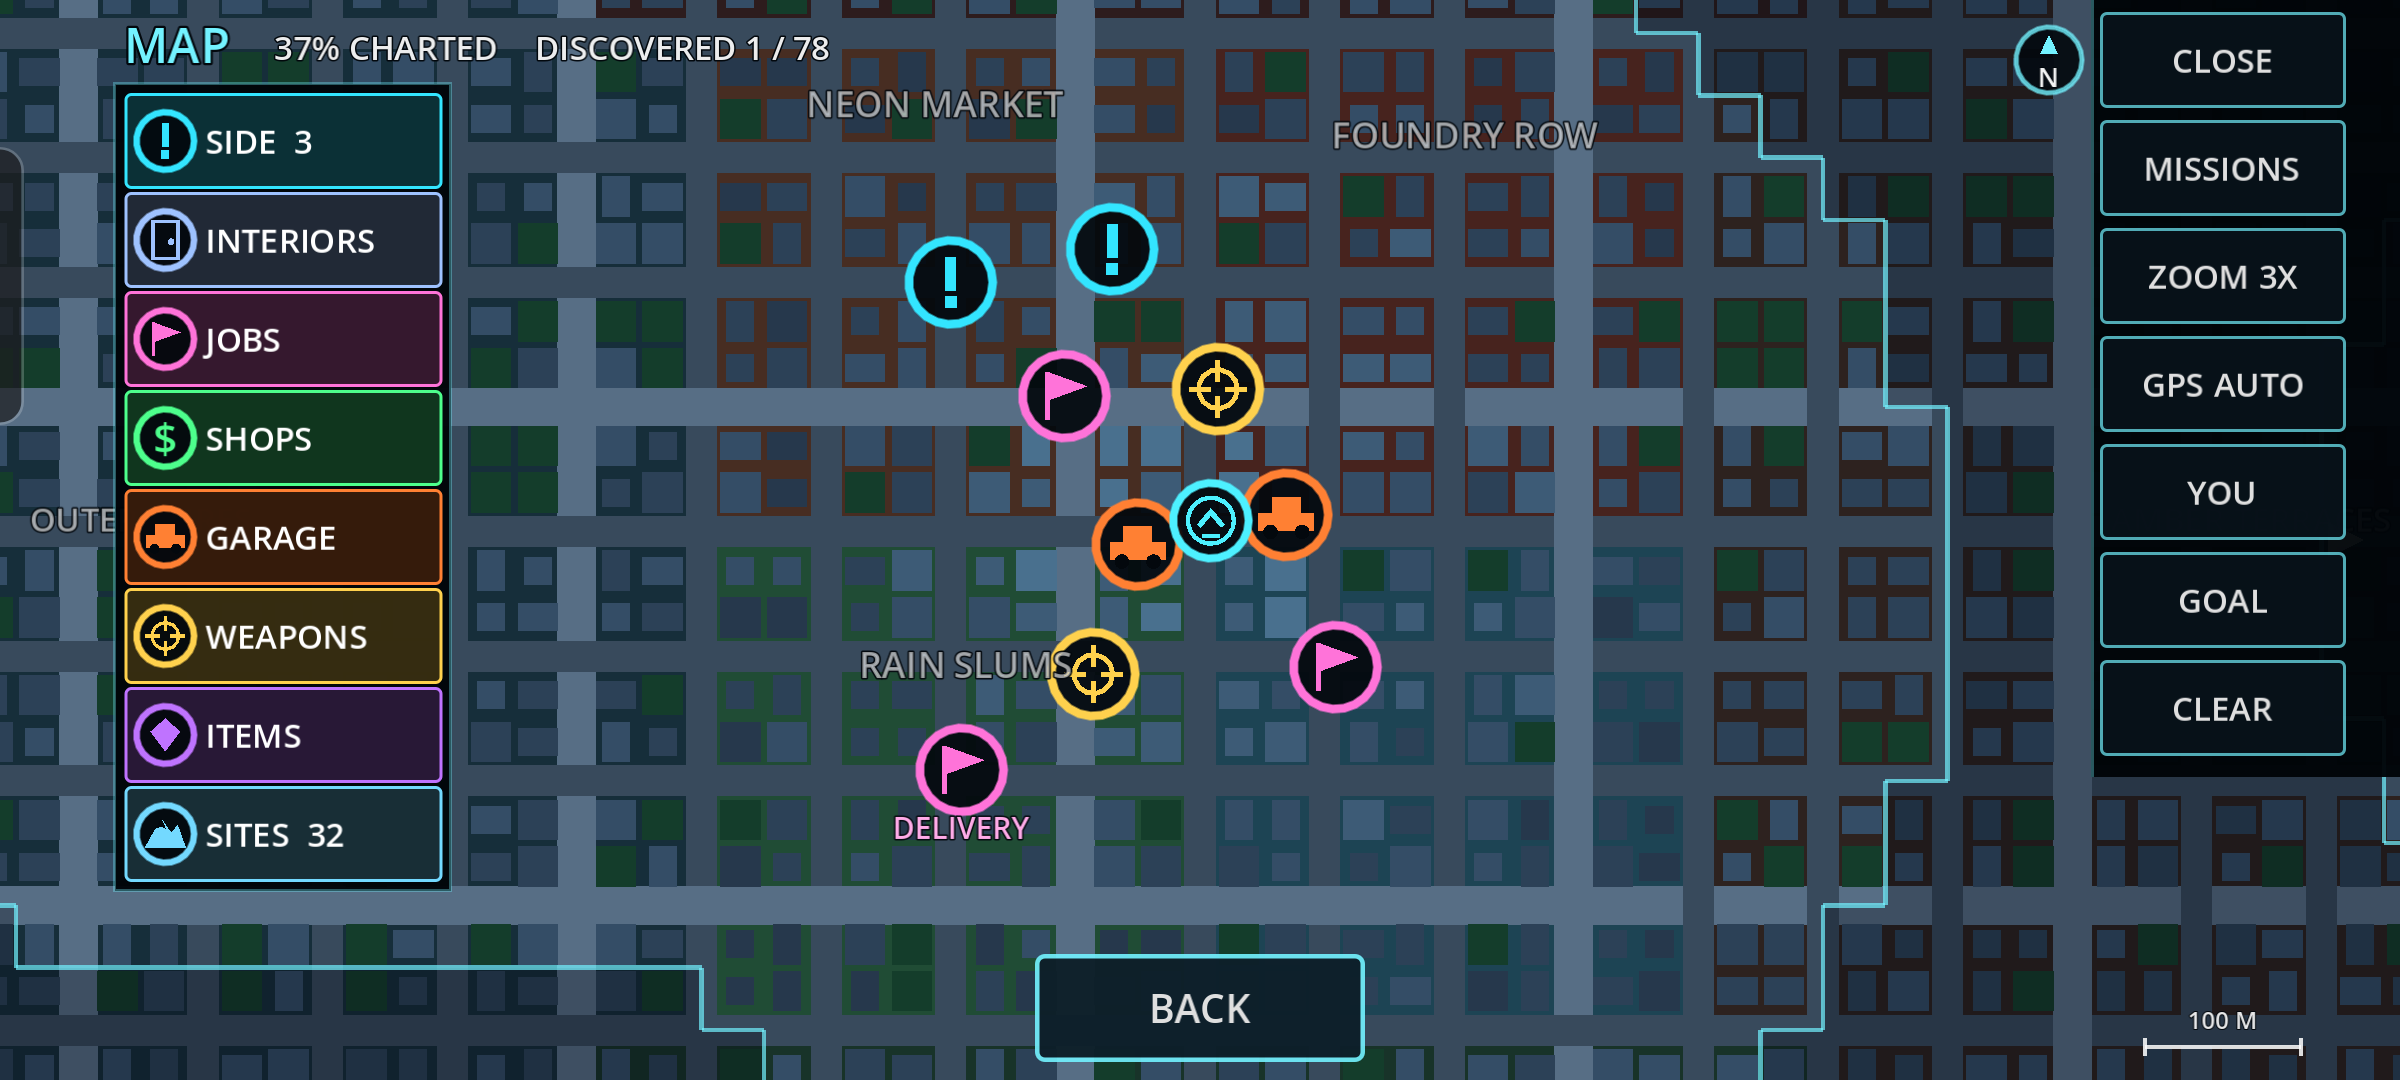 MAP 37% CHARTED DISCOVERED 1 / 78
N
NEON MARKET
FOUNDRY ROW
SIDE 3
INTERIORS
JOBS
SHOPS
GARAGE
WEAPONS
ITEMS
SITES 32
OUTE
RAIN SLUMS
DELIVERY
CLOSE
MISSIONS
ZOOM 3X
GPS AUTO
YOU
GOAL
CLEAR
BACK
100 M